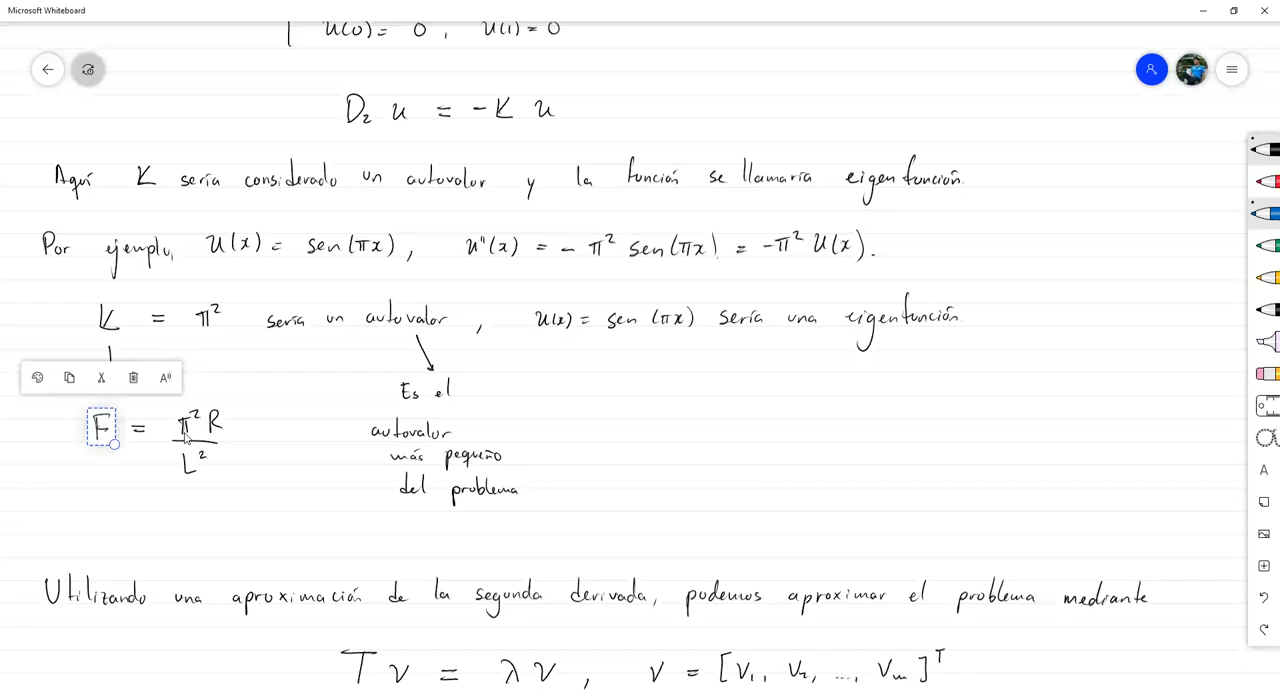 Microsoft Whiteboard
u(0) = 0 , u(1) = 0
D₂ u = - K u
Aquí K sería considerado un autovalor y la función se llamaría eigenfunción.
Por ejemplo, u(x) = sen(πx), u''(x) = - π² sen(πx) = -π² u(x).
K = π² sería un autovalor , u(x) = sen (πx) sería una eigenfunción.
Es el
autovalor
más pequeño
del problema
F = π² R / L²
Utilizando una aproximación de la segunda derivada, podemos aproximar el problema mediante
T v = λ v , v = [v₁, v₂, ..., vₘ]ᵀ